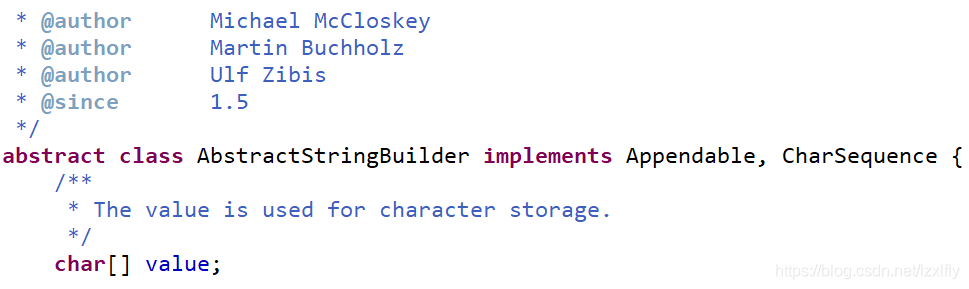 * @author Michael McCloskey
* @author Martin Buchholz
* @author Ulf Zibis
* @since 1.5
*/
abstract class AbstractStringBuilder implements Appendable, CharSequence {
/**
* The value is used for character storage.
*/
char[] value;
https://blog.csdn.net/lzxlfly